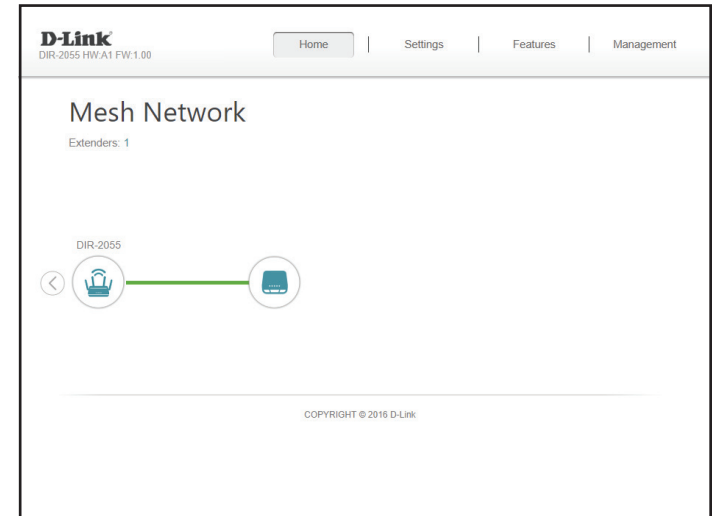 D-Link
DIR-2055 HW:A1 FW:1.00
Home
Settings
Features
Management
Mesh Network
Extenders: 1
DIR-2055
COPYRIGHT © 2016 D-Link